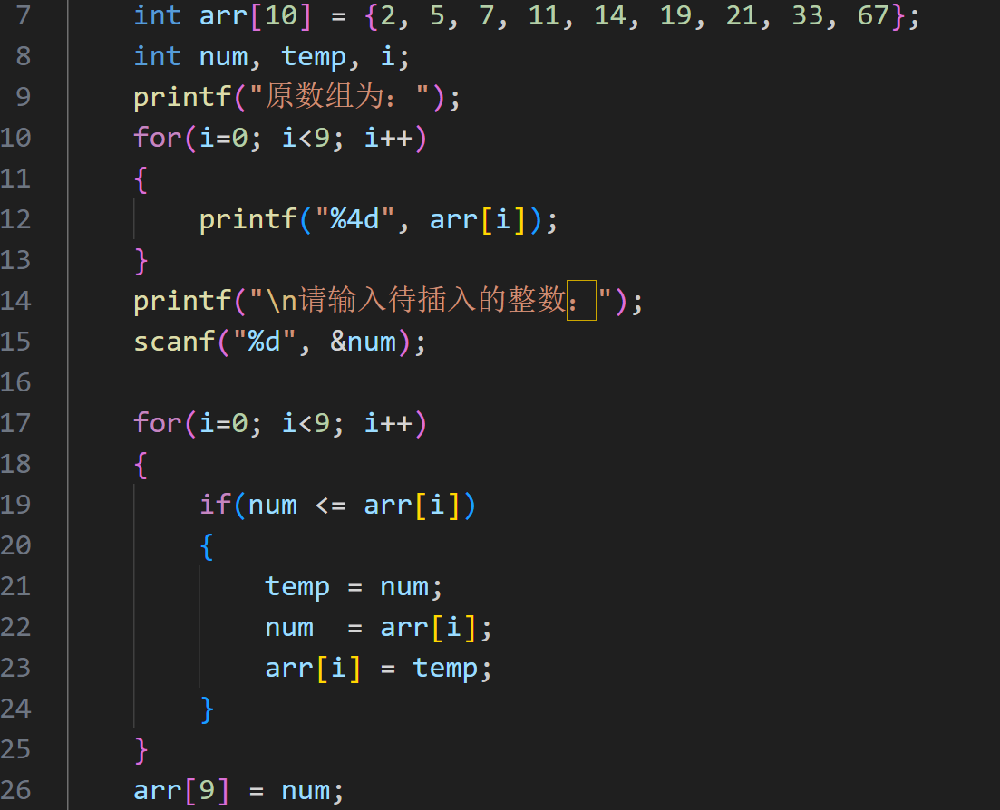 7 int arr[10] = {2, 5, 7, 11, 14, 19, 21, 33, 67};
8 int num, temp, i;
9 printf("原数组为：");
10 for(i=0; i<9; i++)
11 {
12 printf("%4d", arr[i]);
13 }
14 printf("\n请输入待插入的整数：");
15 scanf("%d", &num);
16
17 for(i=0; i<9; i++)
18 {
19 if(num <= arr[i])
20 {
21 temp = num;
22 num  = arr[i];
23 arr[i] = temp;
24 }
25 }
26 arr[9] = num;